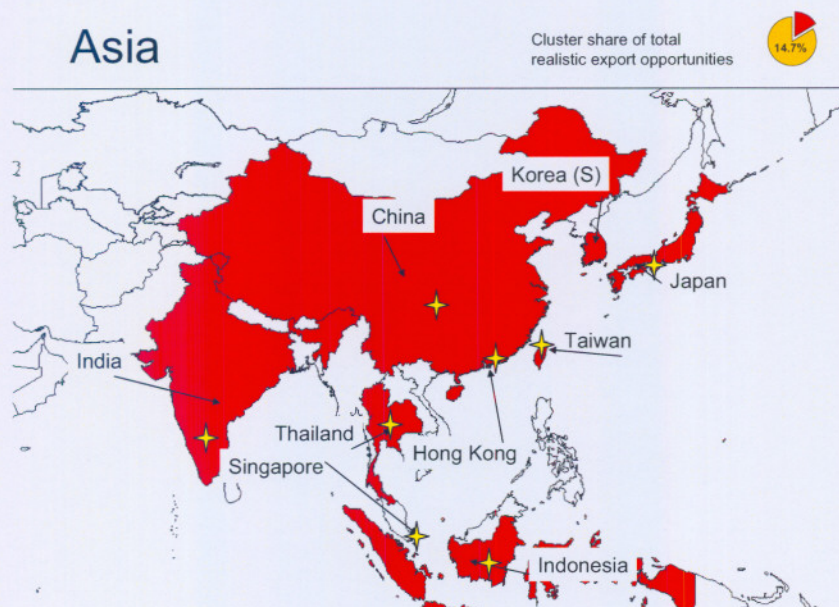 Asia
Cluster share of total
realistic export opportunities
14.7%
Korea (S)
China
Japan
Taiwan
India
Thailand
Hong Kong
Singapore
Indonesia